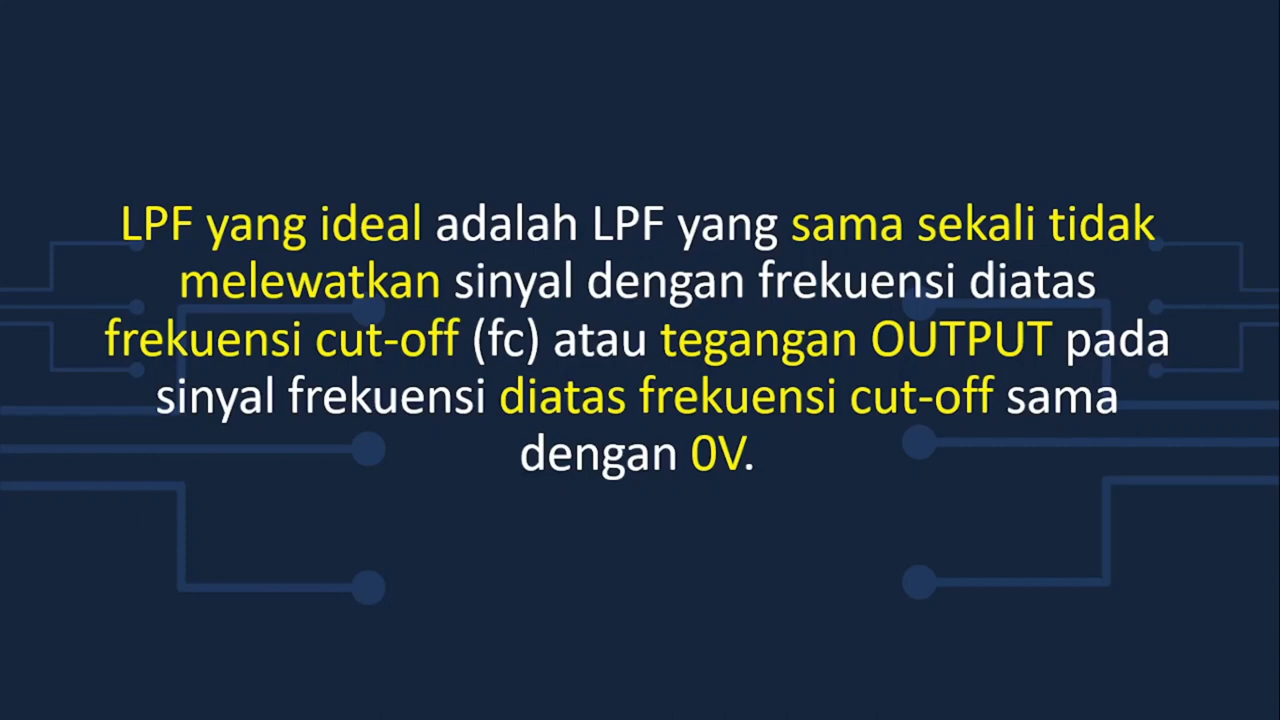 LPF yang ideal adalah LPF yang sama sekali tidak
melewatkan sinyal dengan frekuensi diatas
frekuensi cut-off (fc) atau tegangan OUTPUT pada
sinyal frekuensi diatas frekuensi cut-off sama
dengan 0V.